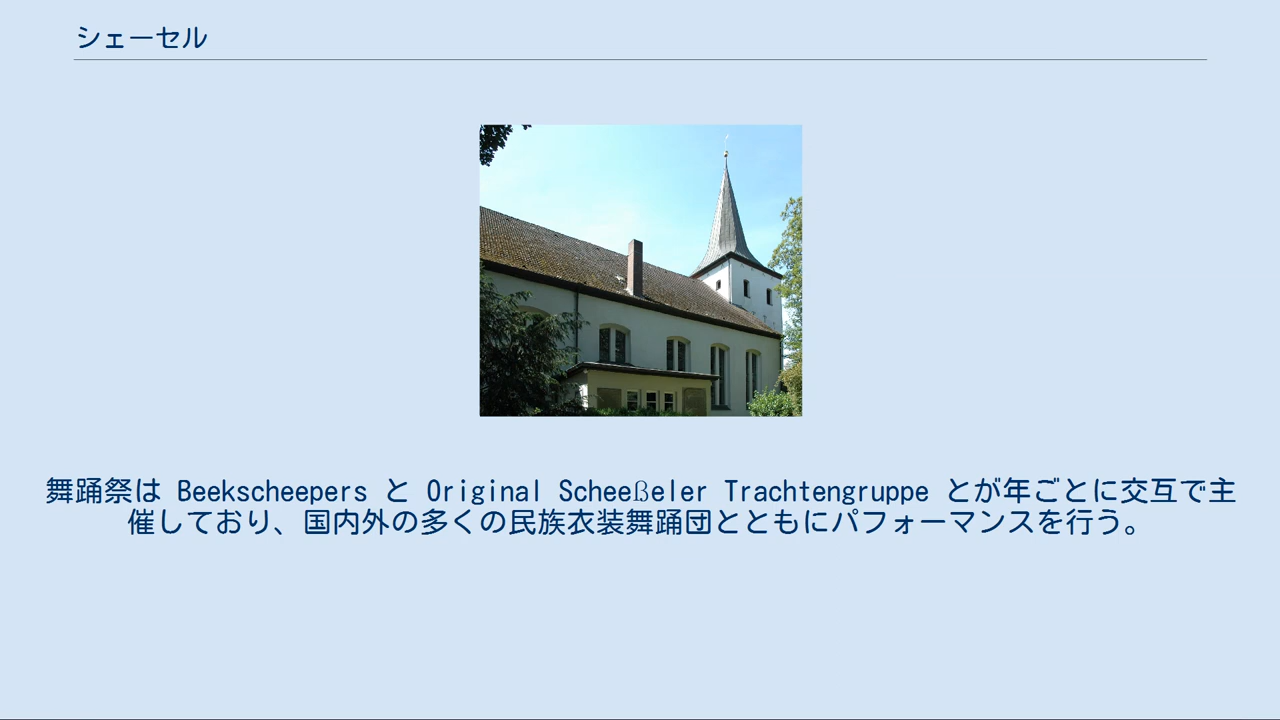 シェーセル
舞踊祭は Beekscheepers と Original Scheeßeler Trachtengruppe とが年ごとに交互で主
催しており、国内外の多くの民族衣装舞踊団とともにパフォーマンスを行う。